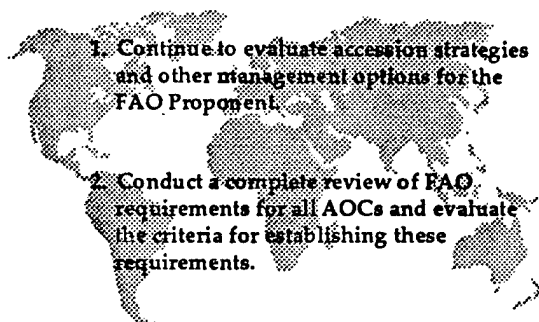 1. Continue to evaluate accession strategies
and other management options for the
FAO Proponent.
2. Conduct a complete review of FAO
requirements for all AOCs and evaluate
the criteria for establishing these
requirements.